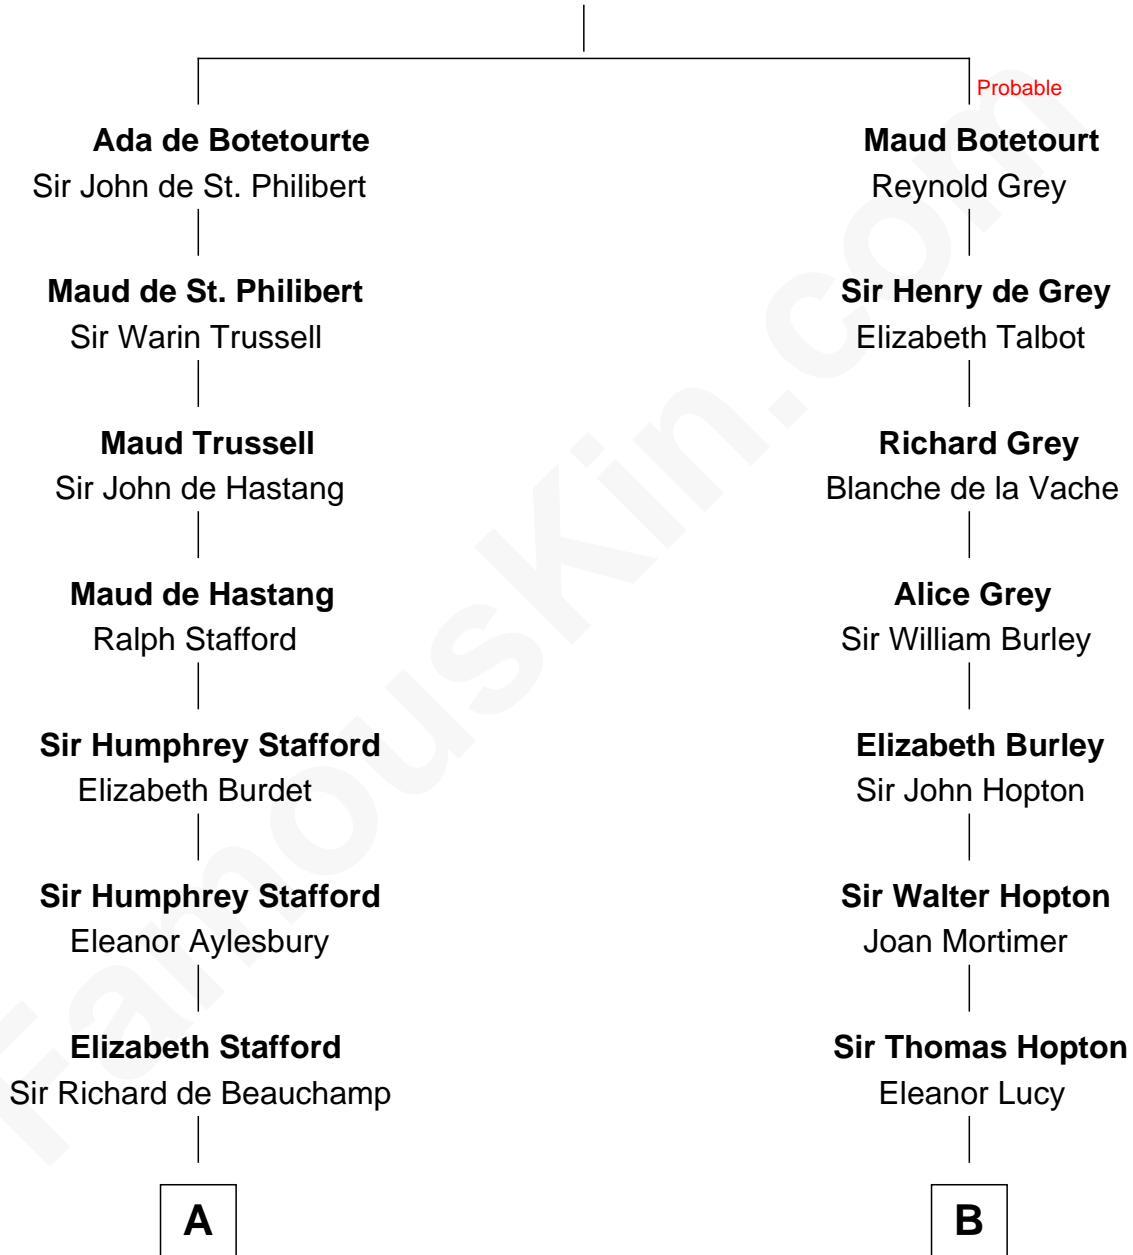 Probable
Ada de Botetourte
Sir John de St. Philibert
Maud Botetourt
Reynold Grey
Maud de St. Philibert
Sir Warin Trussell
Sir Henry de Grey
Elizabeth Talbot
Maud Trussell
Sir John de Hastang
Richard Grey
Blanche de la Vache
Maud de Hastang
Ralph Stafford
Alice Grey
Sir William Burley
Sir Humphrey Stafford
Elizabeth Burdet
Elizabeth Burley
Sir John Hopton
Sir Humphrey Stafford
Eleanor Aylesbury
Sir Walter Hopton
Joan Mortimer
Elizabeth Stafford
Sir Richard de Beauchamp
Sir Thomas Hopton
Eleanor Lucy
A
B
FamousKin.com